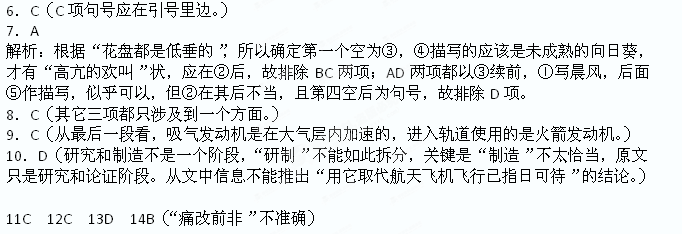 6．C（C 项句号应在引号里边。）
7．A
解析：根据“花盘都是低垂的”，所以确定第一个空为③，④描写的应该是未成熟的向日葵，
才有“高亢的欢叫”状，应在②后，故排除 BC 两项；AD 两项都以③续前，①写晨风，后面
⑤作描写，似乎可以，但②在其后不当，且第四空后为句号，故排除 D 项。
8．C（其它三项都只涉及到一个方面。）
9．C（从最后一段看，吸气发动机是在大气层内加速的，进入轨道使用的是火箭发动机。）
10．D（研究和制造不是一个阶段，“研制”不能如此拆分，关键是“制造”不太恰当，原文
只是研究和论证阶段。从文中信息不能推出“用它取代航天飞机飞行已指日可待”的结论。）
11C 12C 13D 14B（“痛改前非”不准确）